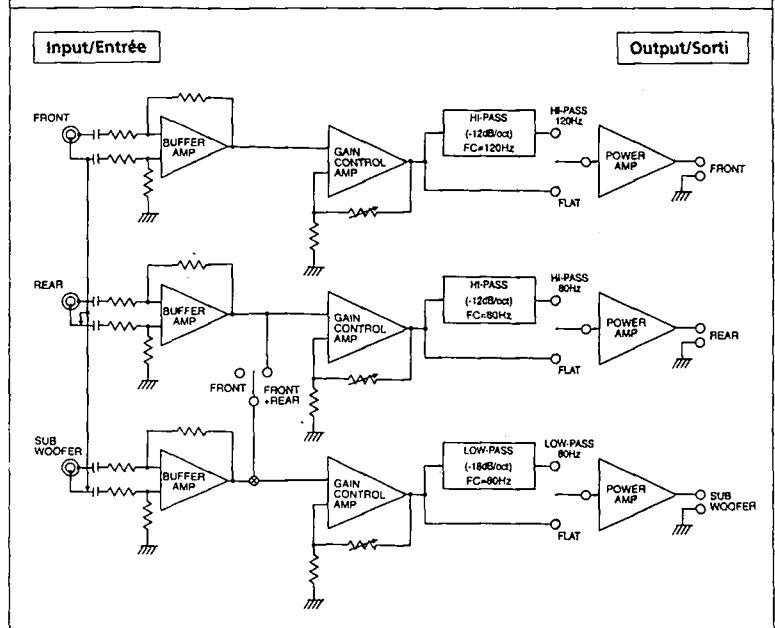 Input/Entrée
Output/Sorti
FRONT
BUFFER
AMP
GAIN
CONTROL
AMP
HI-PASS
(-12dB/oct)
FC=120Hz
HI-PASS
120Hz
FLAT
POWER
AMP
FRONT
REAR
BUFFER
AMP
GAIN
CONTROL
AMP
HI-PASS
(-12dB/oct)
FC=80Hz
HI-PASS
80Hz
FLAT
POWER
AMP
REAR
FRONT
FRONT
+REAR
SUB
WOOFER
BUFFER
AMP
GAIN
CONTROL
AMP
LOW-PASS
(-18dB/oct)
FC=80Hz
LOW-PASS
80Hz
FLAT
POWER
AMP
SUB
WOOFER